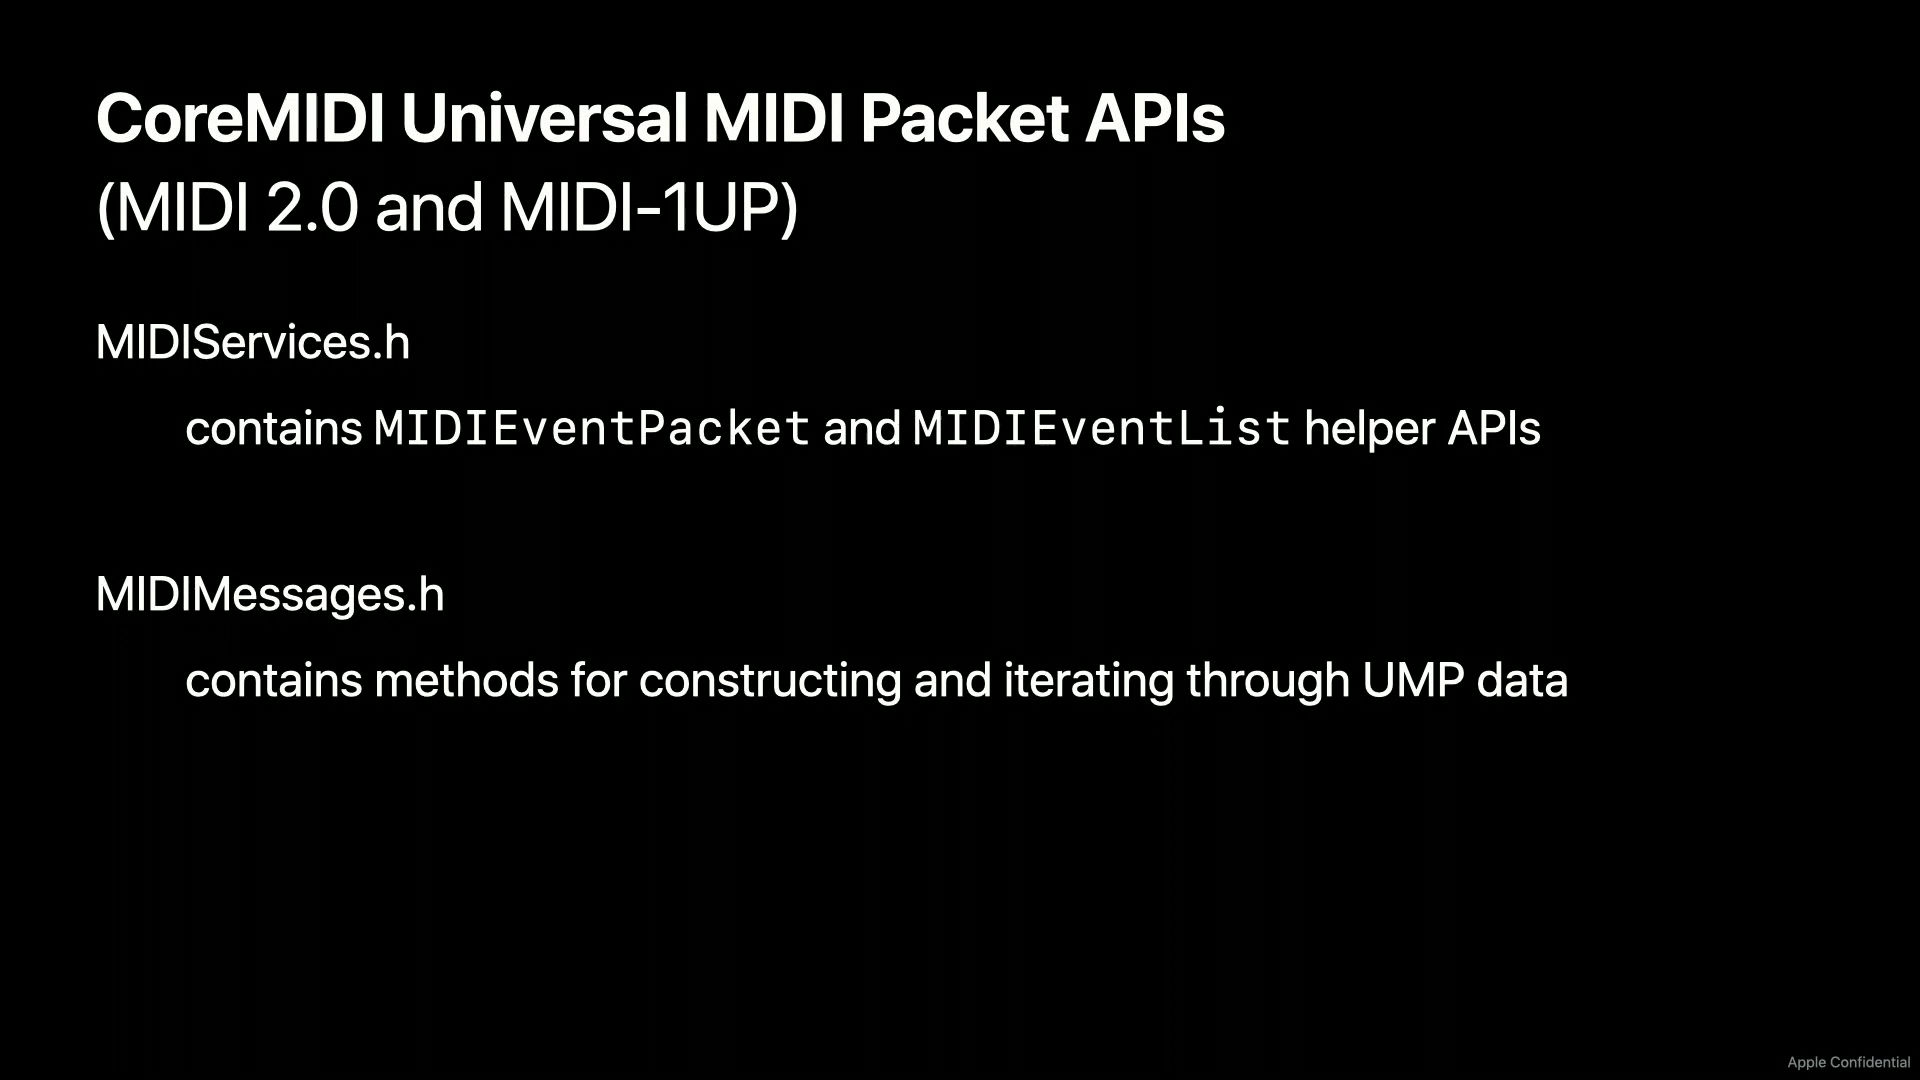 CoreMIDI Universal MIDI Packet APIs
(MIDI 2.0 and MIDI-1UP)
MIDIServices.h
contains MIDIEventPacket and MIDIEventList helper APIs
MIDIMessages.h
contains methods for constructing and iterating through UMP data
Apple Confidential